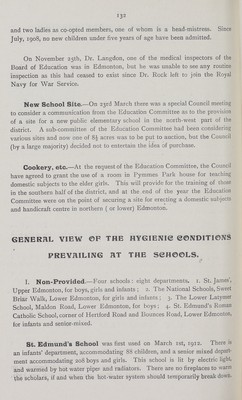 131
and two ladies as co-opted members, one of whom is a head-mistress. Since
July, 1908, no new children under five years of age have been admitted.
On November 25th, Dr. Langdon, one of the medical inspectors of the
Board of Education was in Edmonton, but he was unable to see any routine
inspection as this had ceased to exist since Dr. Rock left to join the Royal
Navy for War Service.
New School Site.—On 23rd March there was a special Council meeting
to consider a communication from the Education Committee as to the provision
of a site for a new public elementary school in the north-west part of the
district. A sub-committee of the Education Committee had been considering
various sites and now one of 6½ acres was to be put to auction, but the Council
(by a large majority) decided not to entertain the idea of purchase.
Cookery, etc.—At the request of the Education Committee, the Council
have agreed to grant the use of a room in Pymmes Park house for teaching
domestic subjects to the elder girls. This will provide for the training of those
in the southern half of the district, and at the end of the year the Education
Committee were on the point of securing a site for erecting a domestic subjects
and handicraft centre in northern ( or lower) Edmonton.
GENERAL VIEW OF THE HYGIENIC CONDITIONS
PREVAILING AT THE SCHOOLS.
I. Non-Provided.—Four schools: eight departments. 1. St. James',
Upper Edmonton, for boys, girls and infants; 2. The National Schools, Sweet
Briar Walk, Lower Edmonton, for girls and infants; 3. The Lower Latymer
School, Maldon Road, Lower Edmonton, for boys; 4. St. Edmund's Roman
Catholic School, corner of Hertford Road and Bounces Road, Lower Edmonton,
for infants and senior-mixed.
St. Edmund's School was first used on March 1st, 1912. There is
an infants' department, accommodating 88 children, and a senior mixed depart-
ment accommodating 208 boys and girls. This school is lit by electric light,
and warmed by hot water piper and radiators. There are no fireplaces to warm
the scholars, if and when the hot-water system should temporarily break down.